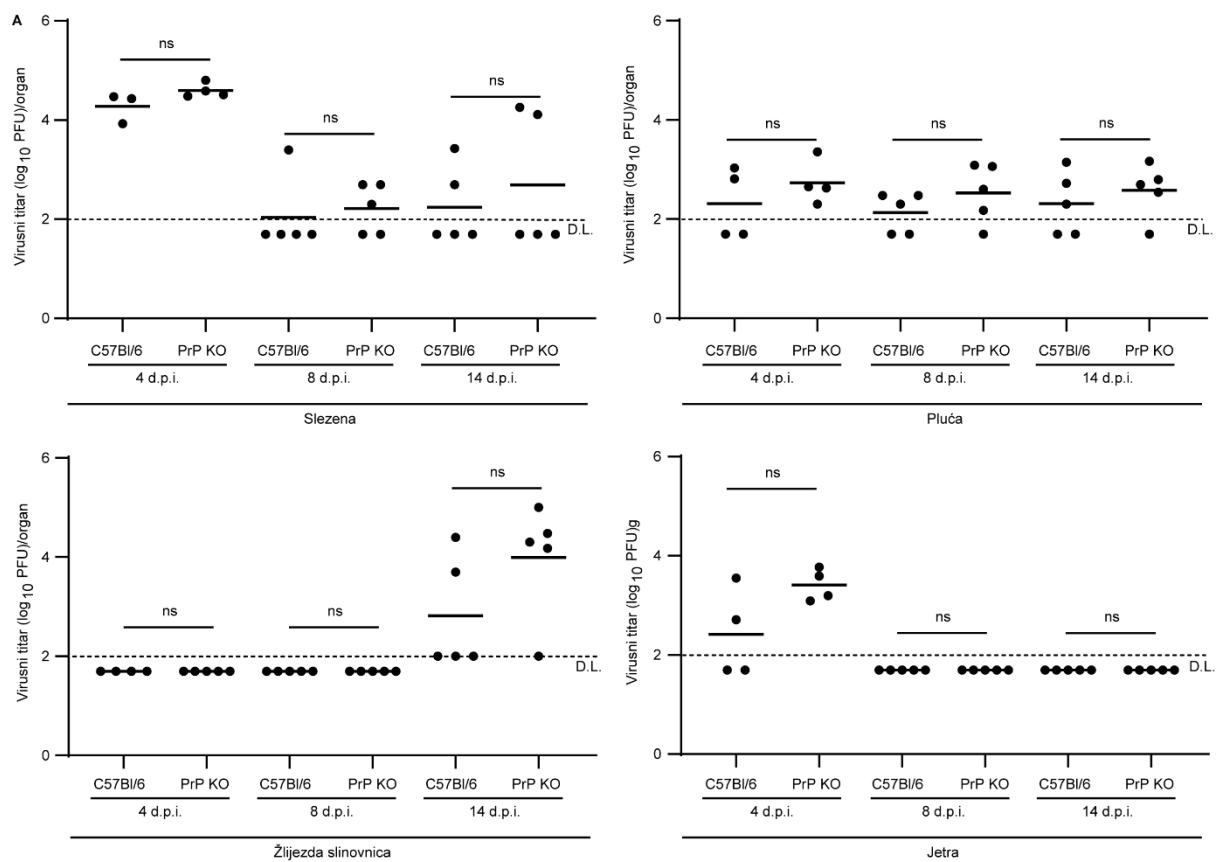 A
Virusni titar (log10 PFU)/organ
6
4
2
0
ns
ns
ns
D.L.
C57Bl/6 PrP KO C57Bl/6 PrP KO C57Bl/6 PrP KO
4 d.p.i. 8 d.p.i. 14 d.p.i.
Slezena
Virusni titar (log10 PFU)/organ
6
4
2
0
ns
ns
ns
D.L.
C57Bl/6 PrP KO C57Bl/6 PrP KO C57Bl/6 PrP KO
4 d.p.i. 8 d.p.i. 14 d.p.i.
Pluća
Virusni titar (log10 PFU)/organ
6
4
2
0
ns
ns
ns
D.L.
C57Bl/6 PrP KO C57Bl/6 PrP KO C57Bl/6 PrP KO
4 d.p.i. 8 d.p.i. 14 d.p.i.
Žlijezda slinovnica
Virusni titar (log10 PFU)g
6
4
2
0
ns
ns
ns
D.L.
C57Bl/6 PrP KO C57Bl/6 PrP KO C57Bl/6 PrP KO
4 d.p.i. 8 d.p.i. 14 d.p.i.
Jetra